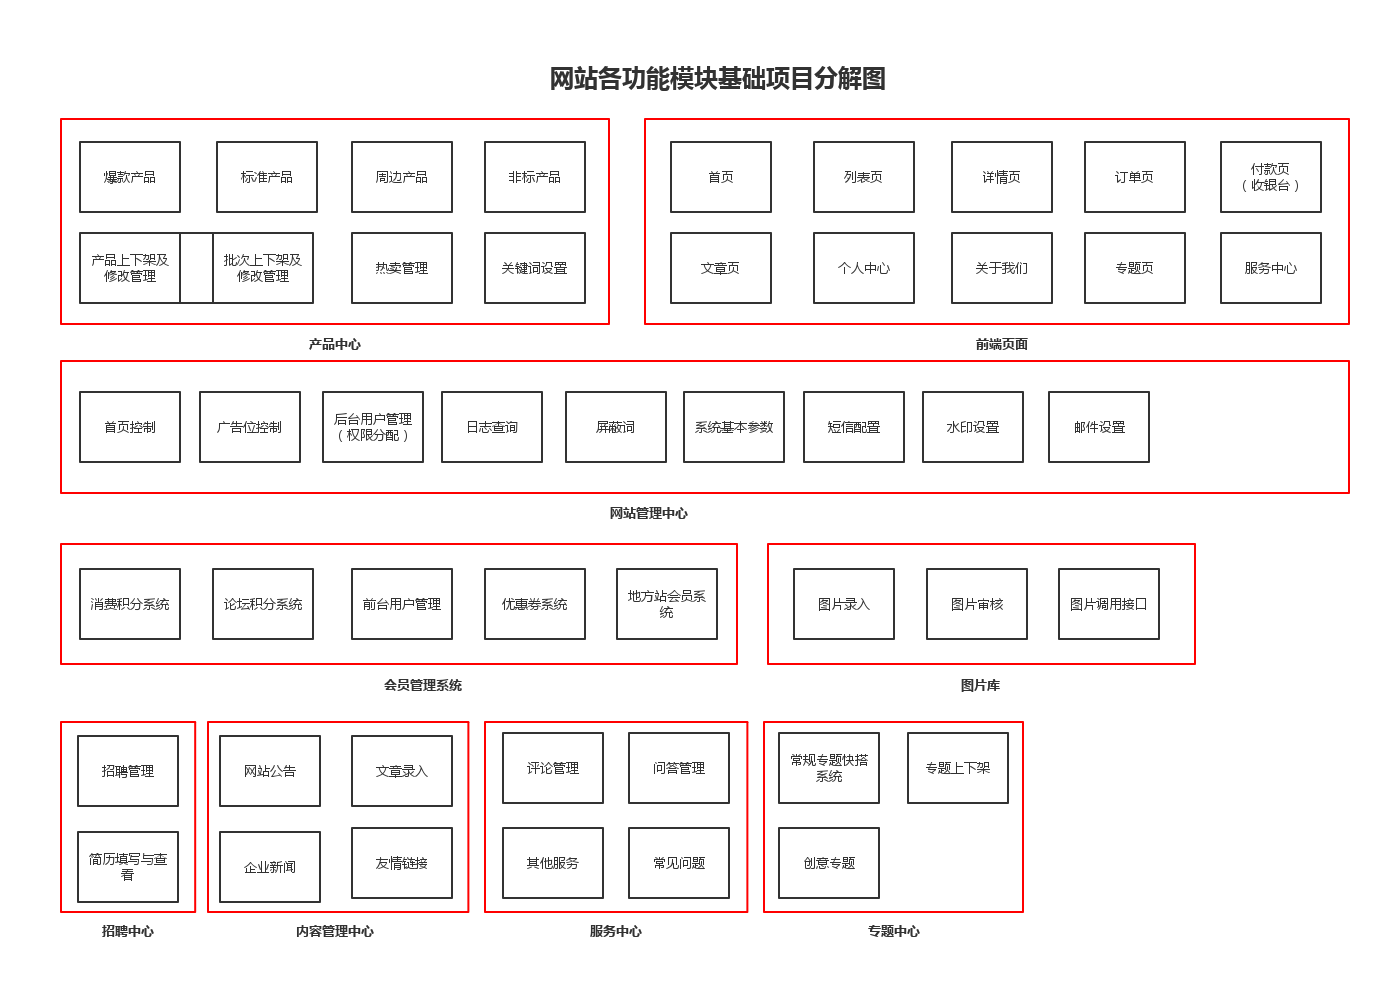 网站各功能模块基础项目分解图
爆款产品
标准产品
周边产品
非标产品
产品上下架及
修改管理
批次上下架及
修改管理
热卖管理
关键词设置
产品中心
首页
列表页
详情页
订单页
付款页
（收银台）
文章页
个人中心
关于我们
专题页
服务中心
前端页面
首页控制
广告位控制
后台用户管理
（权限分配）
日志查询
屏蔽词
系统基本参数
短信配置
水印设置
邮件设置
网站管理中心
消费积分系统
论坛积分系统
前台用户管理
优惠券系统
地方站会员系
统
会员管理系统
图片录入
图片审核
图片调用接口
图片库
招聘管理
简历填写与查
看
招聘中心
网站公告
文章录入
企业新闻
友情链接
内容管理中心
评论管理
问答管理
其他服务
常见问题
服务中心
常规专题快搭
系统
专题上下架
创意专题
专题中心